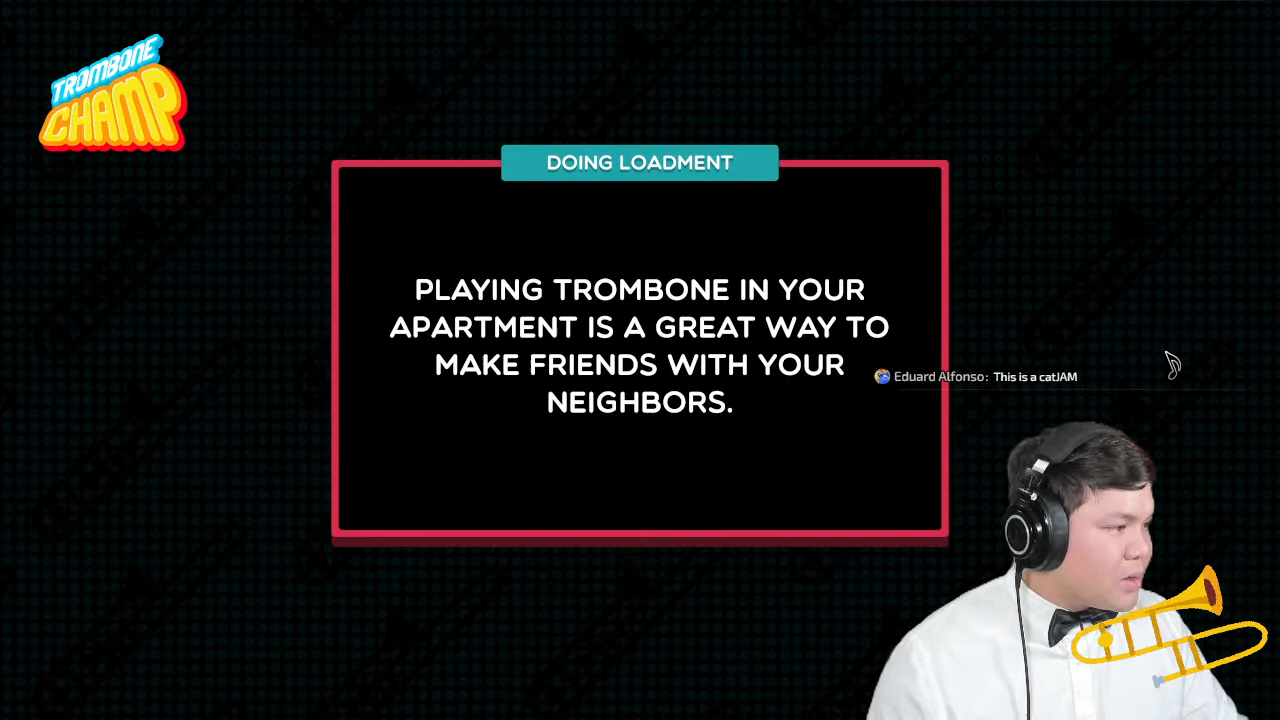 TROMBONE
CHAMP
DOING LOADMENT
PLAYING TROMBONE IN YOUR
APARTMENT IS A GREAT WAY TO
MAKE FRIENDS WITH YOUR
NEIGHBORS.
Eduard Alfonso: This is a catJAM